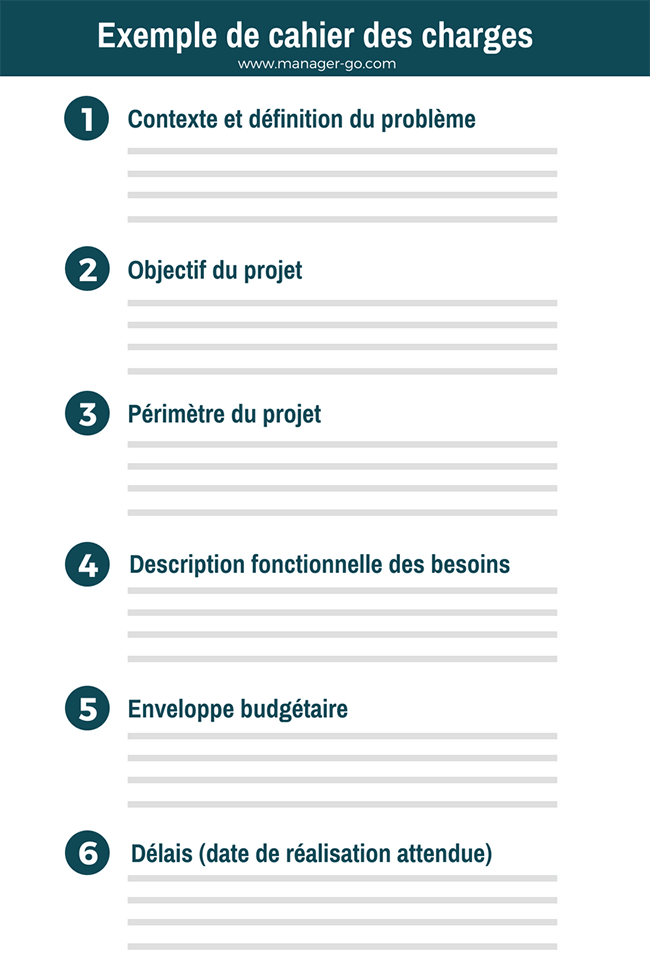 Exemple de cahier des charges
www.manager-go.com
1 Contexte et définition du problème
2 Objectif du projet
3 Périmètre du projet
4 Description fonctionnelle des besoins
5 Enveloppe budgétaire
6 Délais (date de réalisation attendue)